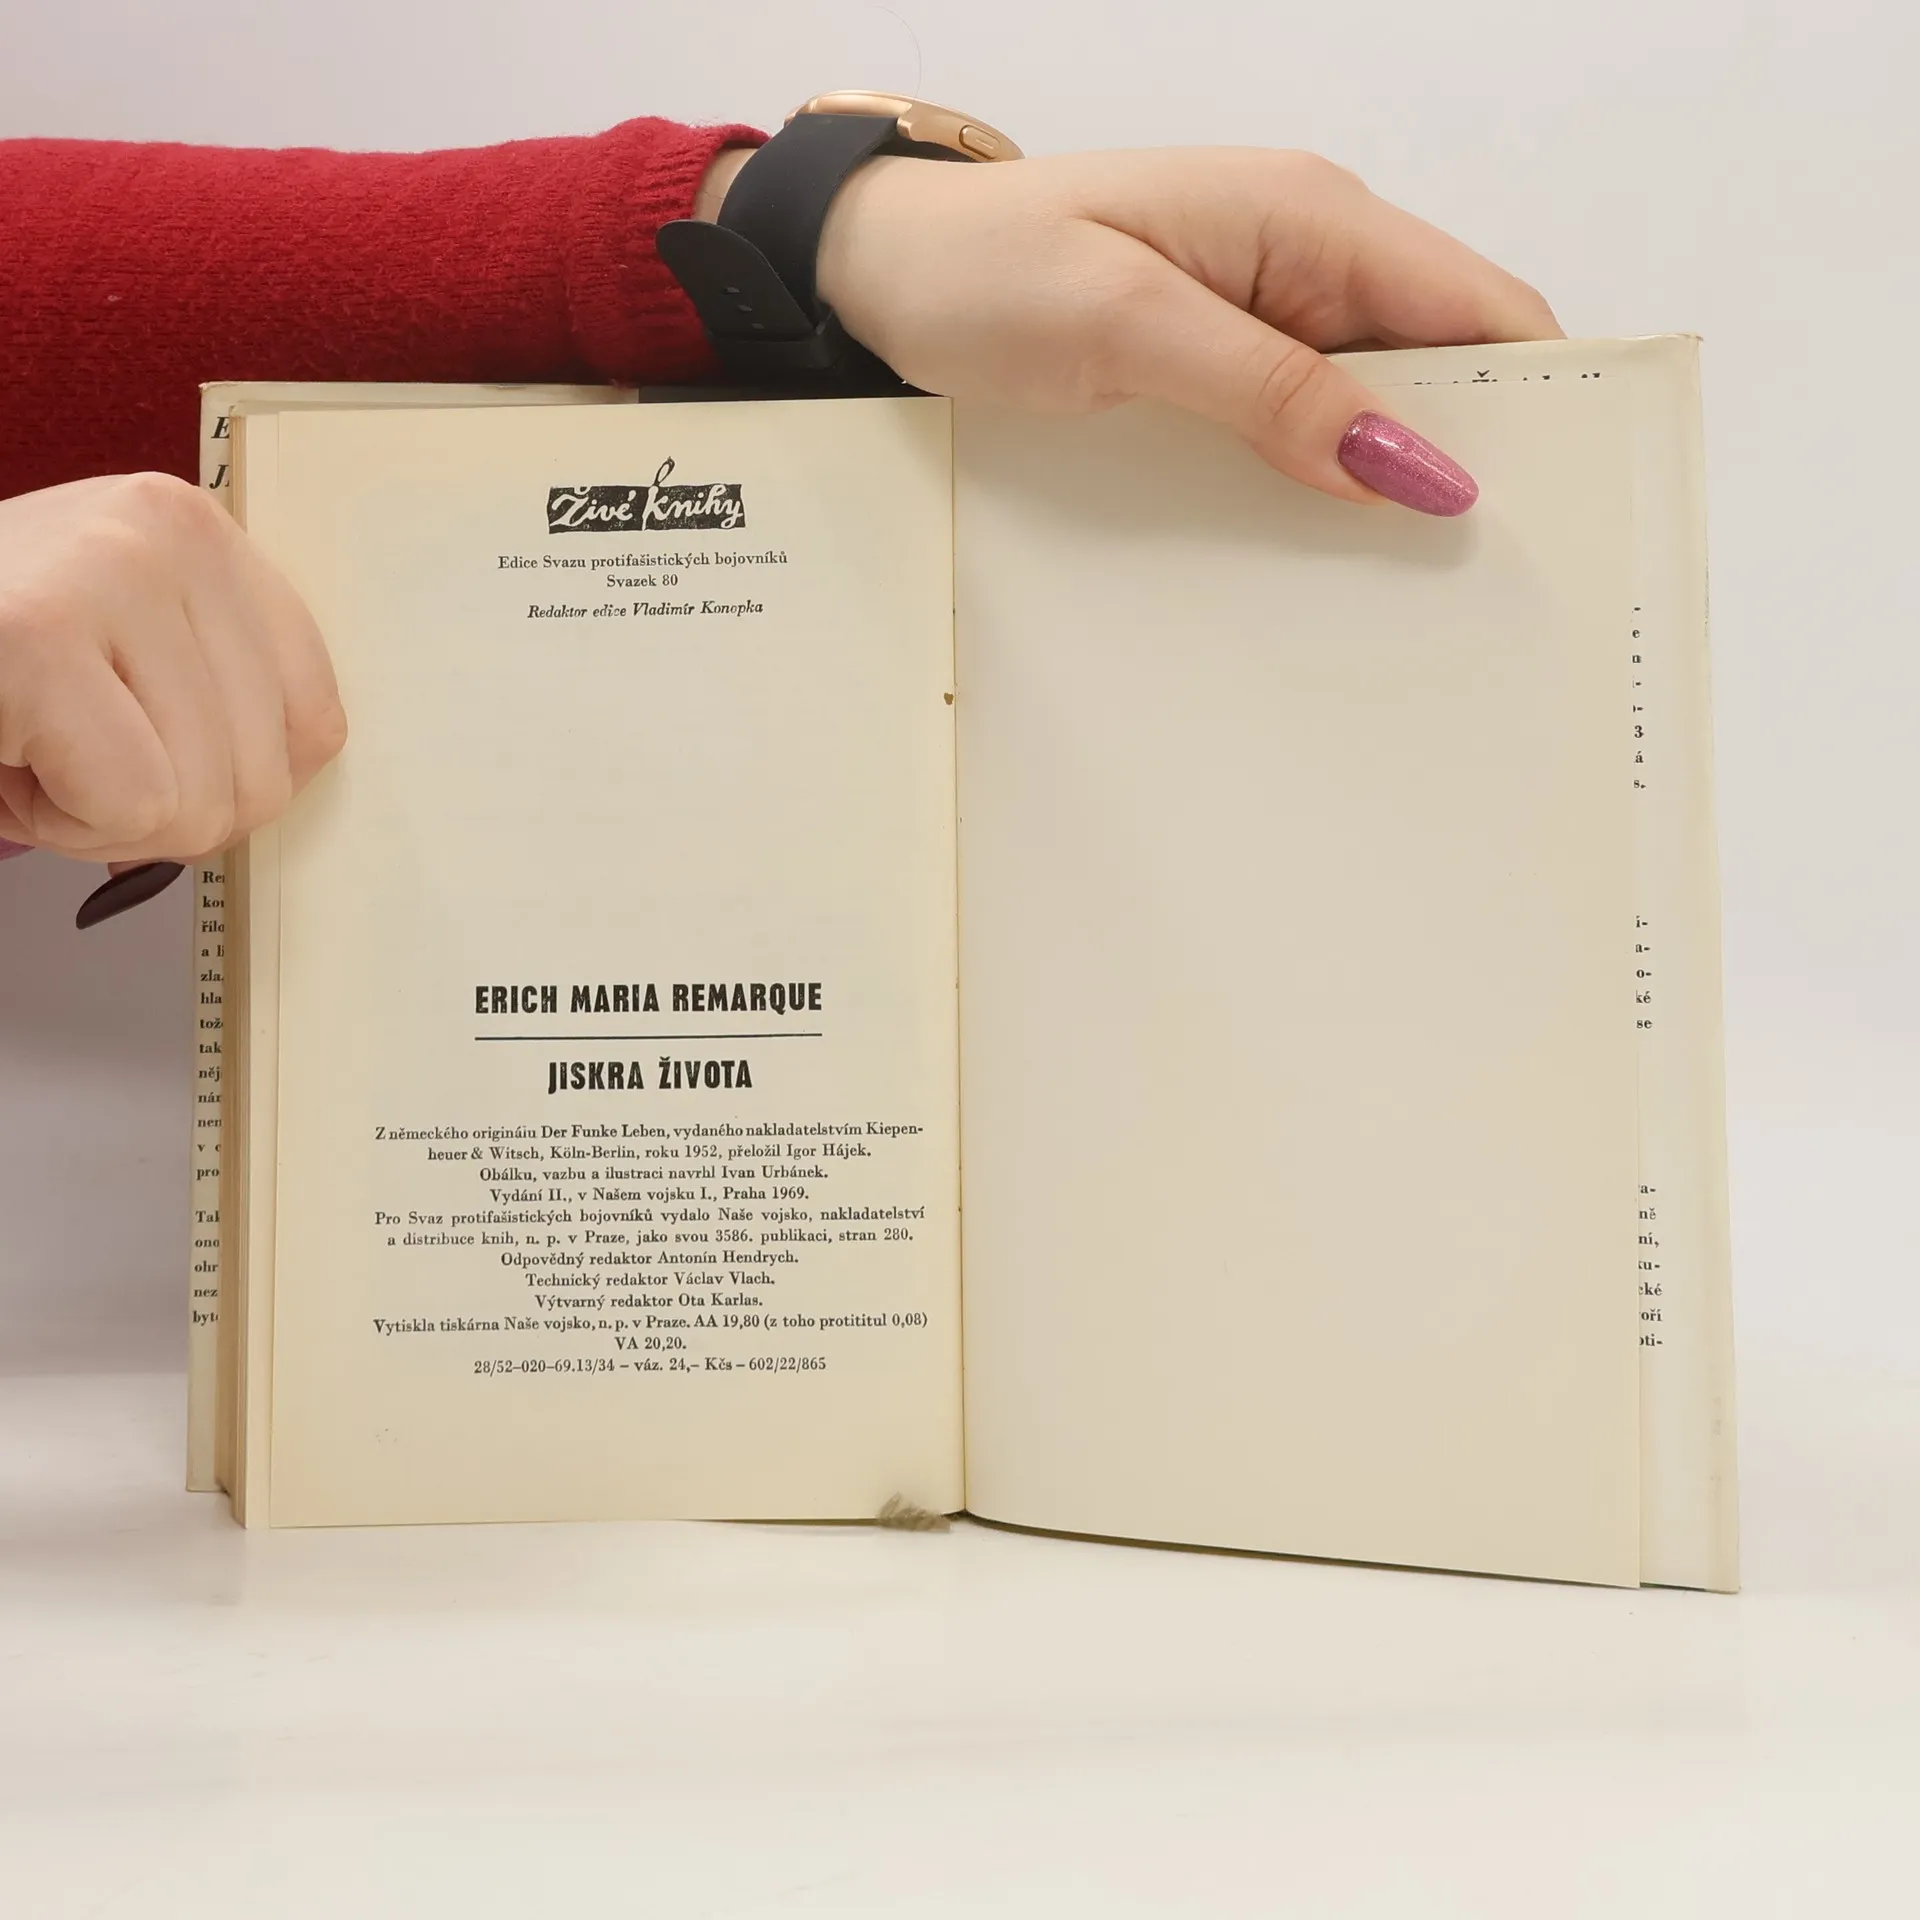 Živé knihy
Edice Svazu protifašistických bojovníků
Svazek 80
Redaktor edice Vladimír Konopka
ERICH MARIA REMARQUE
JISKRA ŽIVOTA
Z německého originálu Der Funke Leben, vydaného nakladatelstvím Kiepen-
heuer & Witsch, Köln-Berlin, roku 1952, přeložil Igor Hájek.
Obálku, vazbu a ilustraci navrhl Ivan Urbánek.
Vydání II., v Našem vojsku I., Praha 1969.
Pro Svaz protifašistických bojovníků vydalo Naše vojsko, nakladatelství
a distribuce knih, n. p. v Praze, jako svou 3586. publikaci, stran 280.
Odpovědný redaktor Antonín Hendrych.
Technický redaktor Václav Vlach.
Výtvarný redaktor Ota Karlas.
Vytiskla tiskárna Naše vojsko, n. p. v Praze. AA 19,80 (z toho protititul 0,08)
VA 20,20.
28/52–020–69.13/34 – váz. 24,– Kčs – 602/22/865